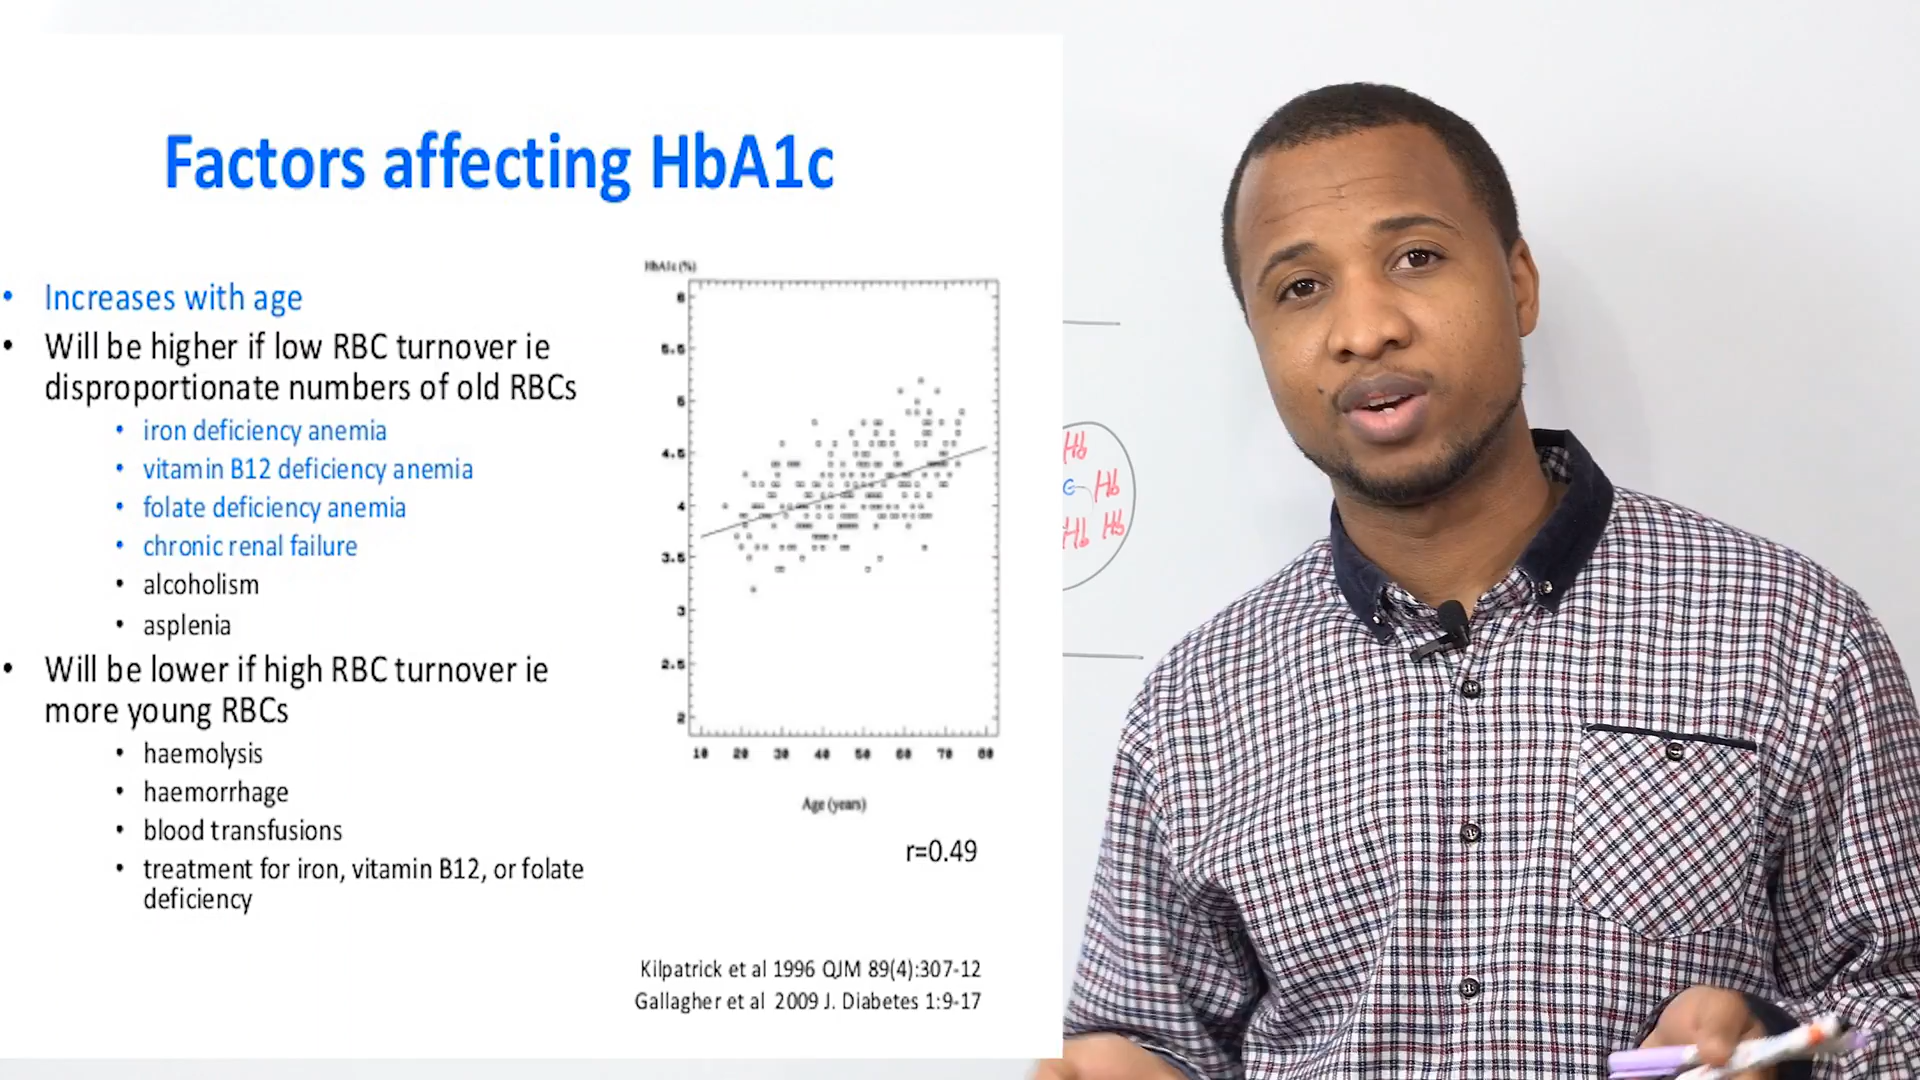 Factors affecting HbA1c
• Increases with age
• Will be higher if low RBC turnover ie
disproportionate numbers of old RBCs
• iron deficiency anemia
• vitamin B12 deficiency anemia
• folate deficiency anemia
• chronic renal failure
• alcoholism
• asplenia
• Will be lower if high RBC turnover ie
more young RBCs
• haemolysis
• haemorrhage
• blood transfusions
• treatment for iron, vitamin B12, or folate
deficiency
HbA1c (%)
6
5.5
5
4.5
4
3.5
3
2.5
2
10 20 30 40 50 60 70 80
Age (years)
r=0.49
Kilpatrick et al 1996 QJM 89(4):307-12
Gallagher et al 2009 J. Diabetes 1:9-17
Hb
Hb
Hb Hb